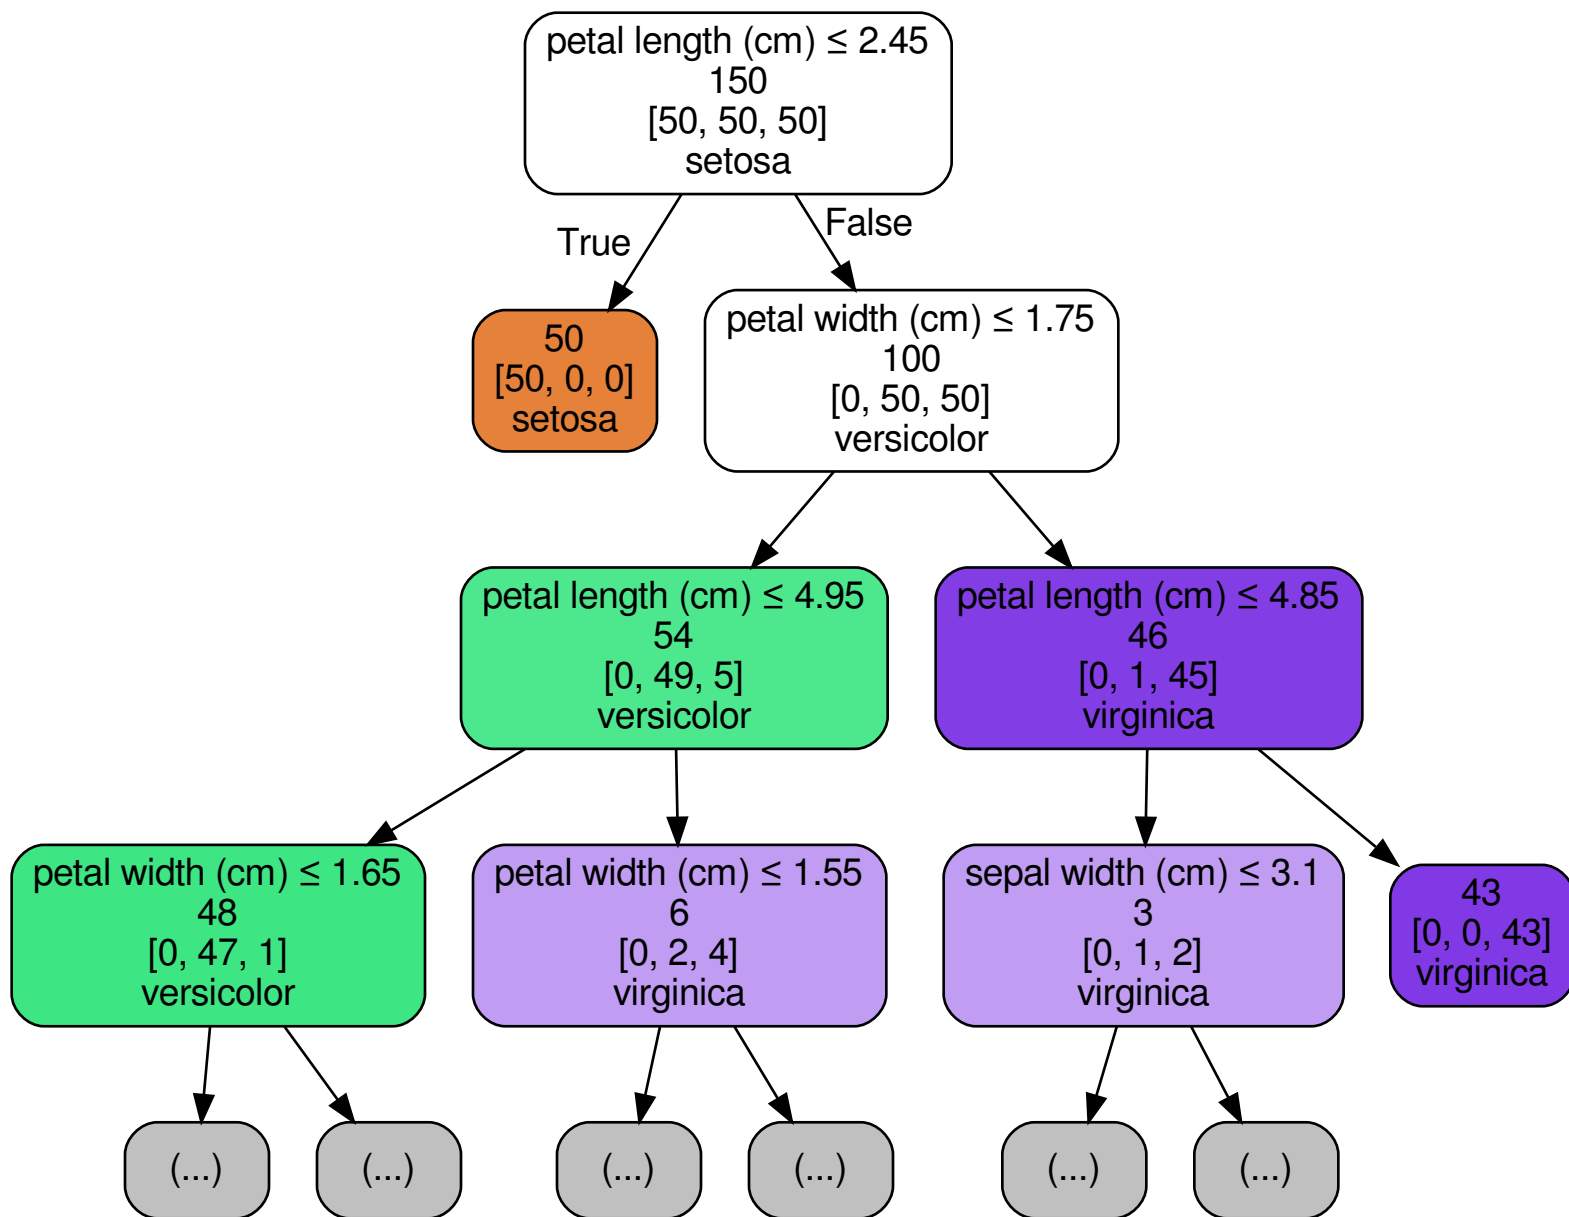 petal length (cm) ≤ 2.45
150
[50, 50, 50]
setosa
True
False
50
[50, 0, 0]
setosa
petal width (cm) ≤ 1.75
100
[0, 50, 50]
versicolor
petal length (cm) ≤ 4.95
54
[0, 49, 5]
versicolor
petal length (cm) ≤ 4.85
46
[0, 1, 45]
virginica
petal width (cm) ≤ 1.65
48
[0, 47, 1]
versicolor
petal width (cm) ≤ 1.55
6
[0, 2, 4]
virginica
sepal width (cm) ≤ 3.1
3
[0, 1, 2]
virginica
43
[0, 0, 43]
virginica
(...)
(...)
(...)
(...)
(...)
(...)